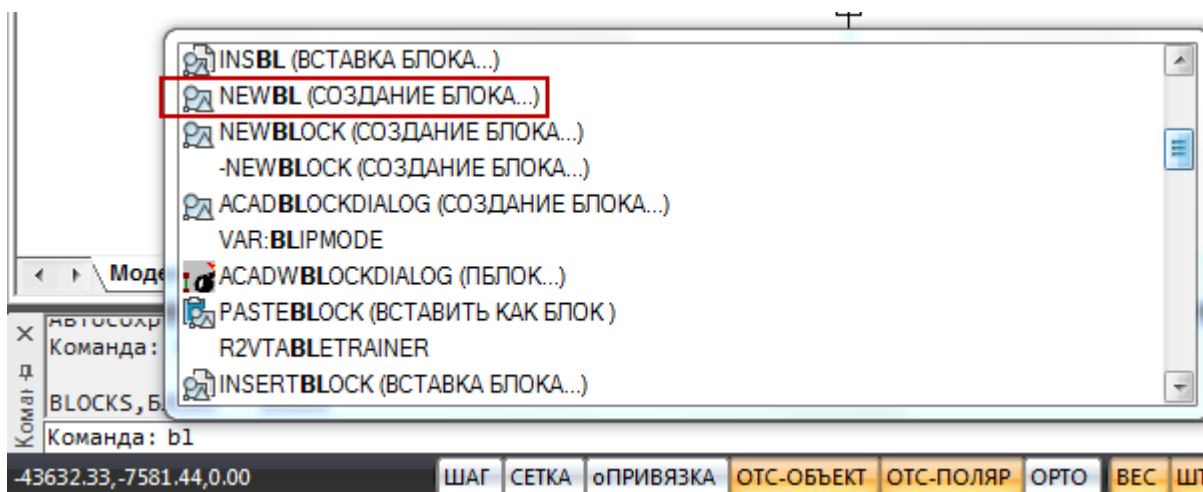 INSBL (ВСТАВКА БЛОКА...)
NEWBL (СОЗДАНИЕ БЛОКА...)
NEWBLOCK (СОЗДАНИЕ БЛОКА...)
-NEWBLOCK (СОЗДАНИЕ БЛОКА...)
ACADBLOCKDIALOG (СОЗДАНИЕ БЛОКА...)
VAR:BLIPMODE
ACADWBLOCKDIALOG (ПБЛОК...)
PASTEBLOCK (ВСТАВИТЬ КАК БЛОК )
R2VTABLETRAINER
INSERTBLOCK (ВСТАВКА БЛОКА...)
Моде
Автосохр
Команда:
BLOCKS,Б
Команда: bl
Коман
-43632.33,-7581.44,0.00 ШАГ СЕТКА оПРИВЯЗКА ОТС-ОБЪЕКТ ОТС-ПОЛЯР ОРТО ВЕС